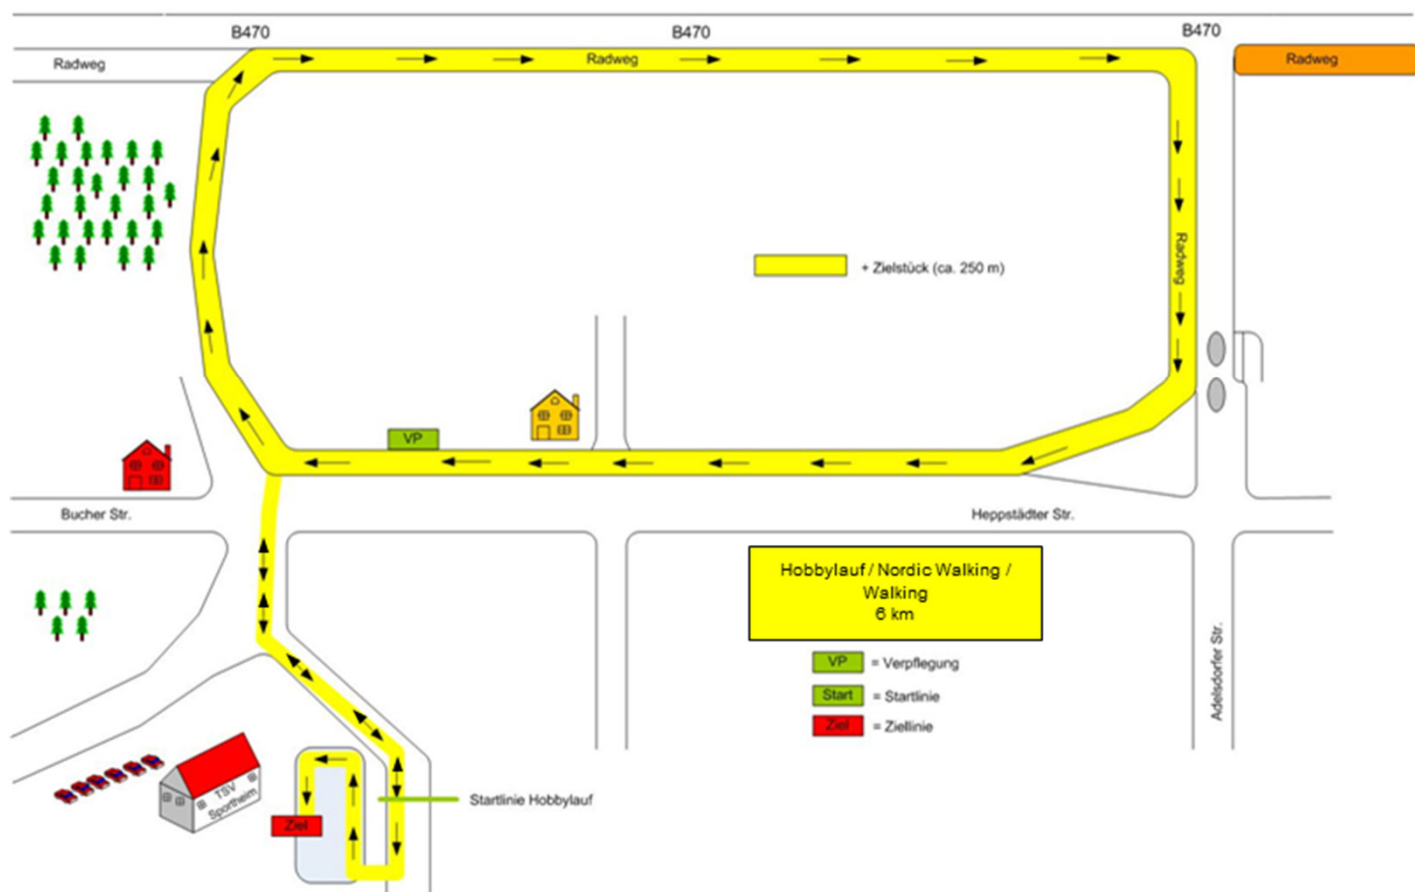 B470
B470
B470
Radweg
Radweg
Radweg
Radweg
+ Zielstück (ca. 250 m)
VP
Bucher Str.
Heppstädter Str.
Hobbylauf / Nordic Walking /
Walking
6 km
VP
= Verpflegung
Start
= Startlinie
Ziel
= Ziellinie
Adelsdorfer Str.
TSV
Sportheim
Startlinie Hobbylauf
Ziel